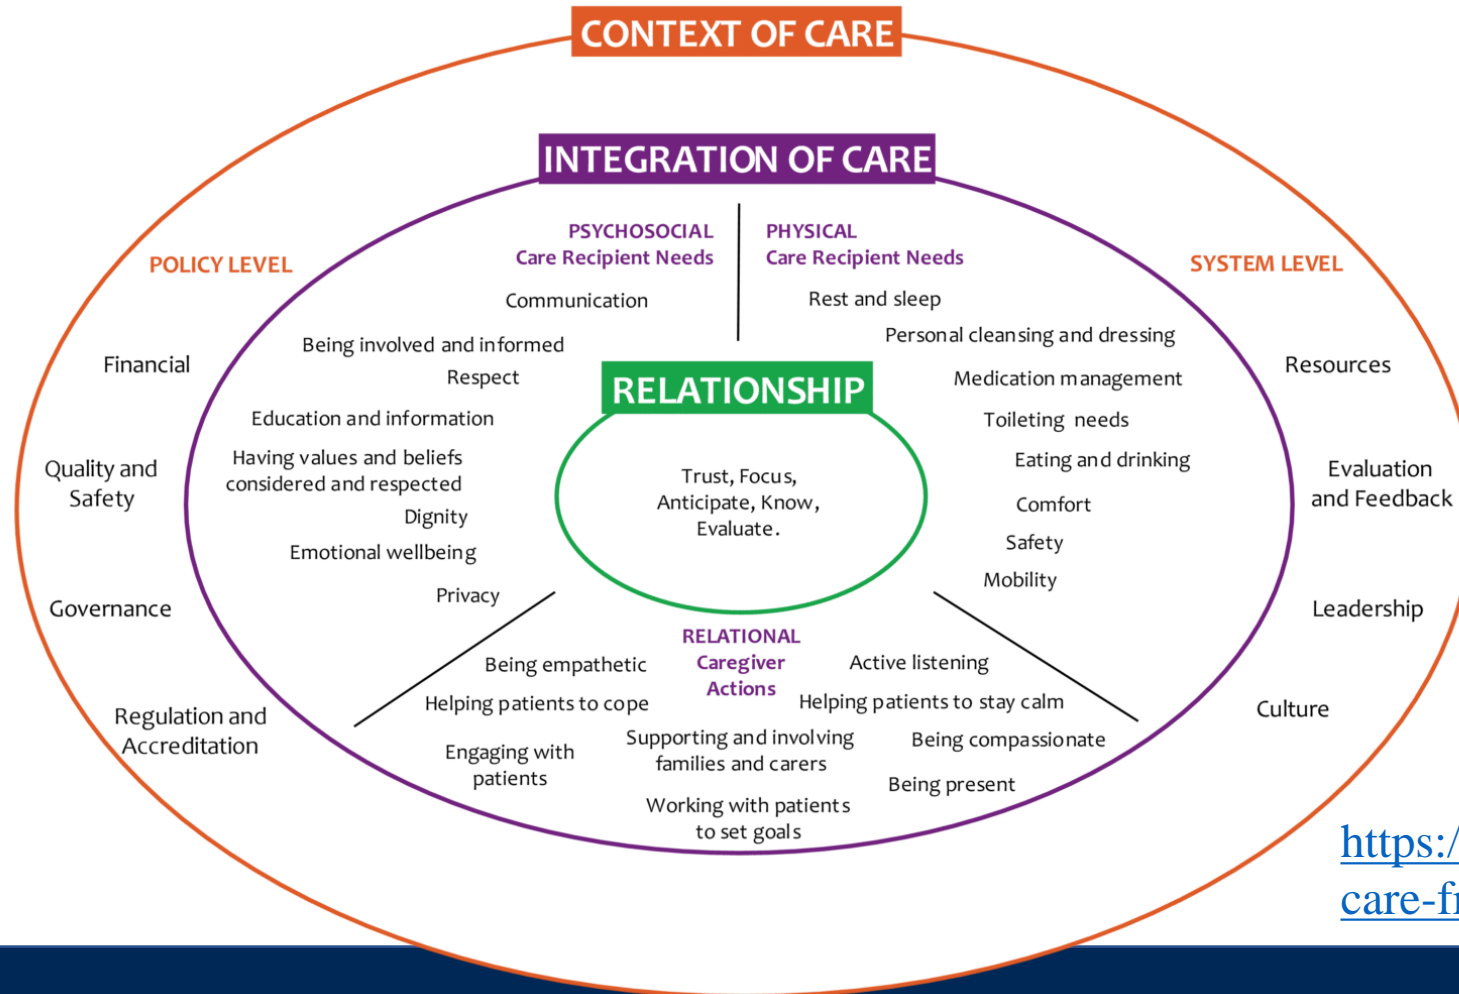 CONTEXT OF CARE
INTEGRATION OF CARE
PSYCHOSOCIAL
Care Recipient Needs
Communication
Being involved and informed
Respect
Education and information
Having values and beliefs
considered and respected
Dignity
Emotional wellbeing
Privacy
PHYSICAL
Care Recipient Needs
Rest and sleep
Personal cleansing and dressing
Medication management
Toileting needs
Eating and drinking
Comfort
Safety
Mobility
POLICY LEVEL
Financial
Quality and
Safety
Governance
Regulation and
Accreditation
SYSTEM LEVEL
Resources
Evaluation
and Feedback
Leadership
Culture
RELATIONSHIP
Trust, Focus,
Anticipate, Know,
Evaluate.
RELATIONAL
Caregiver
Actions
Being empathetic
Helping patients to cope
Engaging with
patients
Supporting and involving
families and carers
Working with patients
to set goals
Active listening
Helping patients to stay calm
Being compassionate
Being present
https:/
care-fr